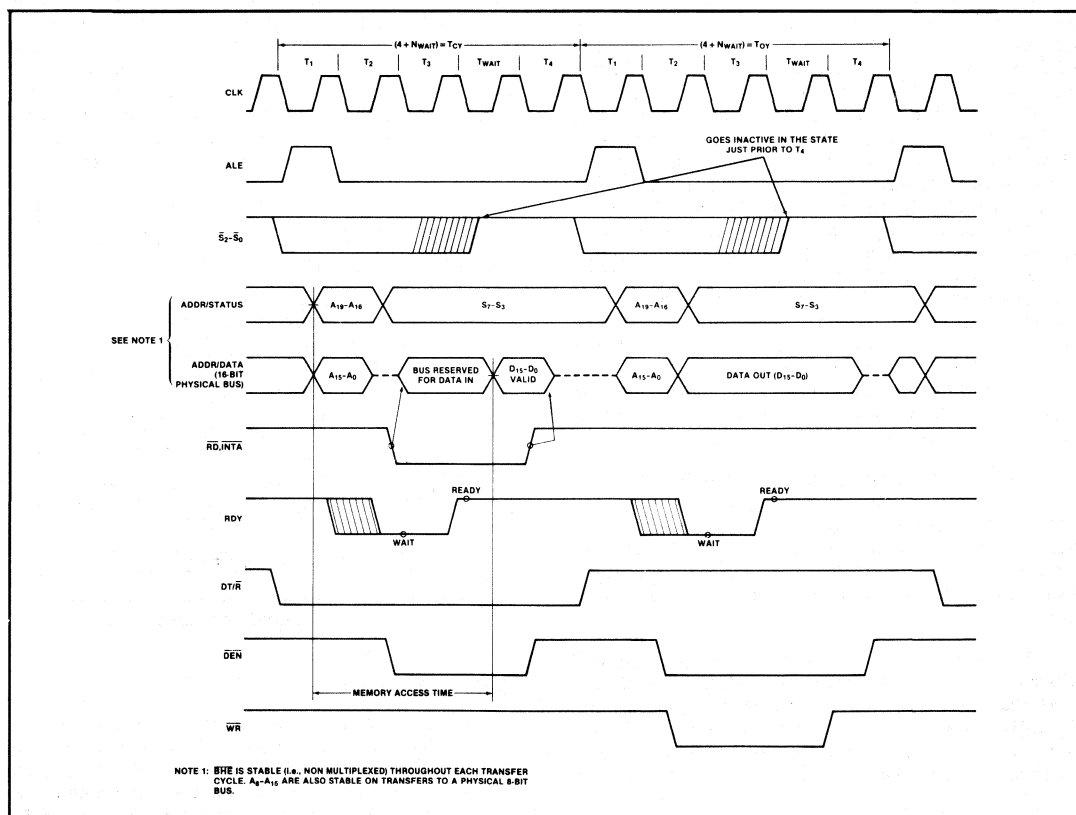 (4 + NWAIT) = TCY
(4 + NWAIT) = TOY
T1 T2 T3 TWAIT T4 T1 T2 T3 TWAIT T4
CLK
GOES INACTIVE IN THE STATE
JUST PRIOR TO T4
ALE
S̅2-S̅0
ADDR/STATUS
A19-A16
S7-S3
A19-A16
S7-S3
SEE NOTE 1
ADDR/DATA
(16-BIT
PHYSICAL BUS)
A15-A0
BUS RESERVED
FOR DATA IN
D15-D0
VALID
A15-A0
DATA OUT (D15-D0)
R̅D̅,I̅N̅T̅A̅
READY
READY
RDY
WAIT
WAIT
DT/R̅
D̅E̅N̅
MEMORY ACCESS TIME
W̅R̅
NOTE 1: B̅H̅E̅ IS STABLE (i.e., NON MULTIPLEXED) THROUGHOUT EACH TRANSFER
CYCLE. A8-A15 ARE ALSO STABLE ON TRANSFERS TO A PHYSICAL 8-BIT
BUS.